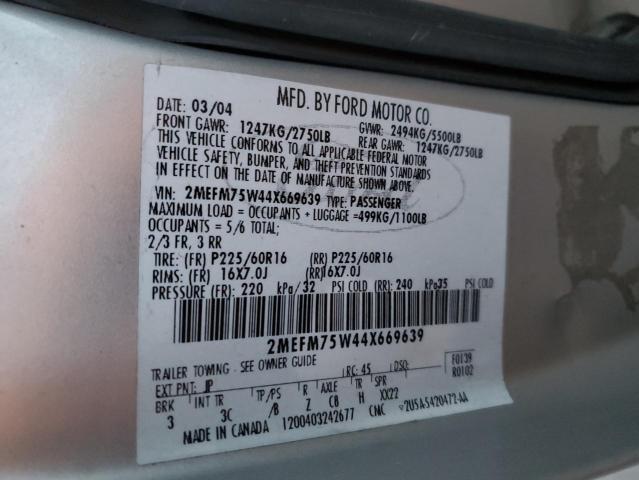 MFD. BY FORD MOTOR CO.
DATE: 03/04 GVWR: 2494KG/5500LB
FRONT GAWR: 1247KG/2750LB REAR GAWR: 1247KG/2750LB
THIS VEHICLE CONFORMS TO ALL APPLICABLE FEDERAL MOTOR
VEHICLE SAFETY, BUMPER, AND THEFT PREVENTION STANDARDS
IN EFFECT ON THE DATE OF MANUFACTURE SHOWN ABOVE.
VIN: 2MEFM75W44X669639 TYPE: PASSENGER
MAXIMUM LOAD = OCCUPANTS + LUGGAGE =499KG/1100LB
OCCUPANTS = 5/6 TOTAL;
2/3 FR, 3 RR
TIRE: (FR) P225/60R16 (RR) P225/60R16
RIMS: (FR) 16X7.0J (RR)16X7.0J
PRESSURE (FR): 220 kPa/32 PSI COLD (RR): 240 kPa35 PSI COLD
2MEFM75W44X669639
TRAILER TOWING - SEE OWNER GUIDE
EXT PNT: JP RC: 45 DSO: F0139
R0102
BRK INT TR TP/PS R AXLE TR SPR
3 3C /B Z CB H XX22
MADE IN CANADA 1200403242677 CMC 2U5A5420472-AA